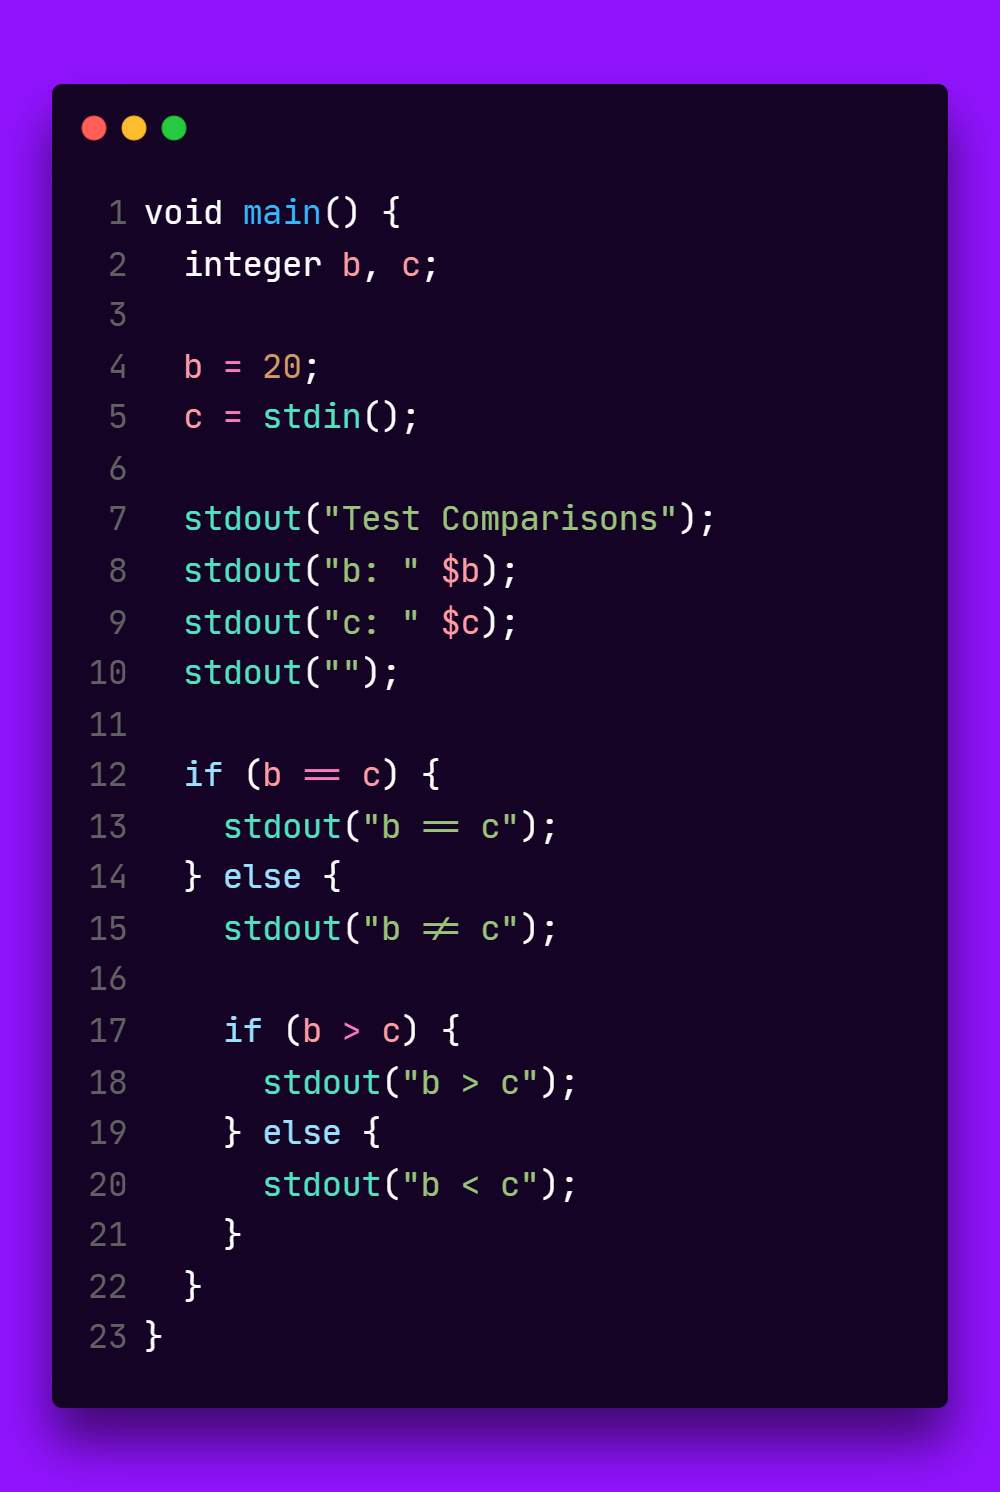 1 void main() {
2   integer b, c;
3
4   b = 20;
5   c = stdin();
6
7   stdout("Test Comparisons");
8   stdout("b: " $b);
9   stdout("c: " $c);
10   stdout("");
11
12   if (b == c) {
13     stdout("b == c");
14   } else {
15     stdout("b != c");
16
17     if (b > c) {
18       stdout("b > c");
19     } else {
20       stdout("b < c");
21     }
22   }
23 }